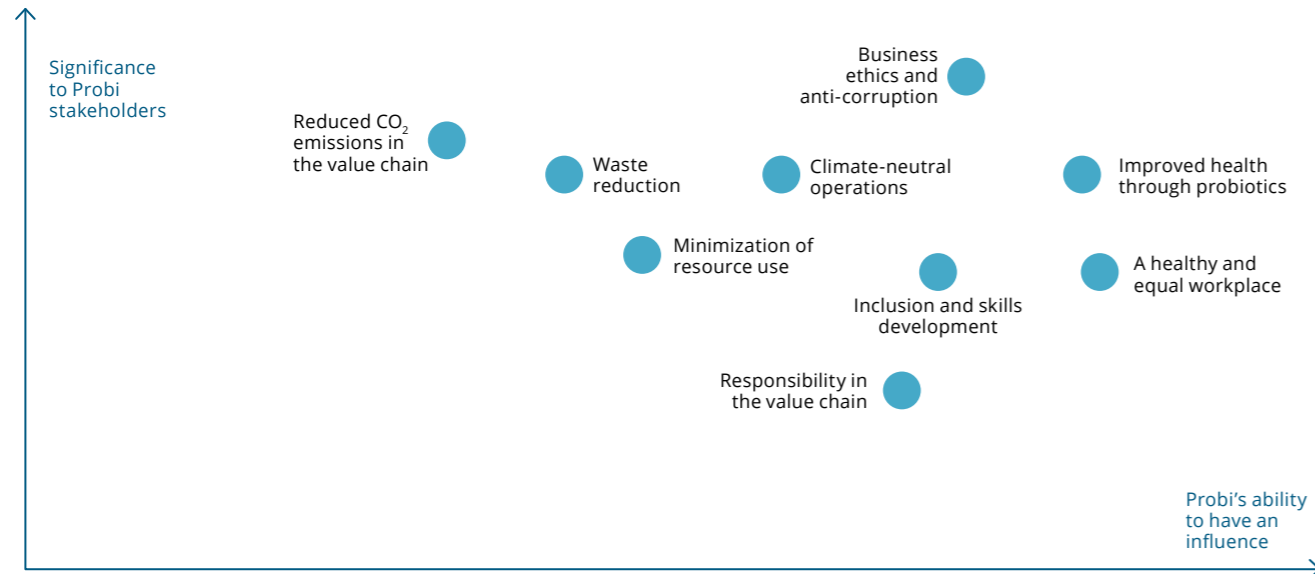 Significance
to Probi
stakeholders
Business
ethics and
anti-corruption
Reduced CO₂
emissions in
the value chain
Waste
reduction
Climate-neutral
operations
Improved health
through probiotics
Minimization of
resource use
A healthy and
equal workplace
Inclusion and skills
development
Responsibility in
the value chain
Probi’s ability
to have an
influence